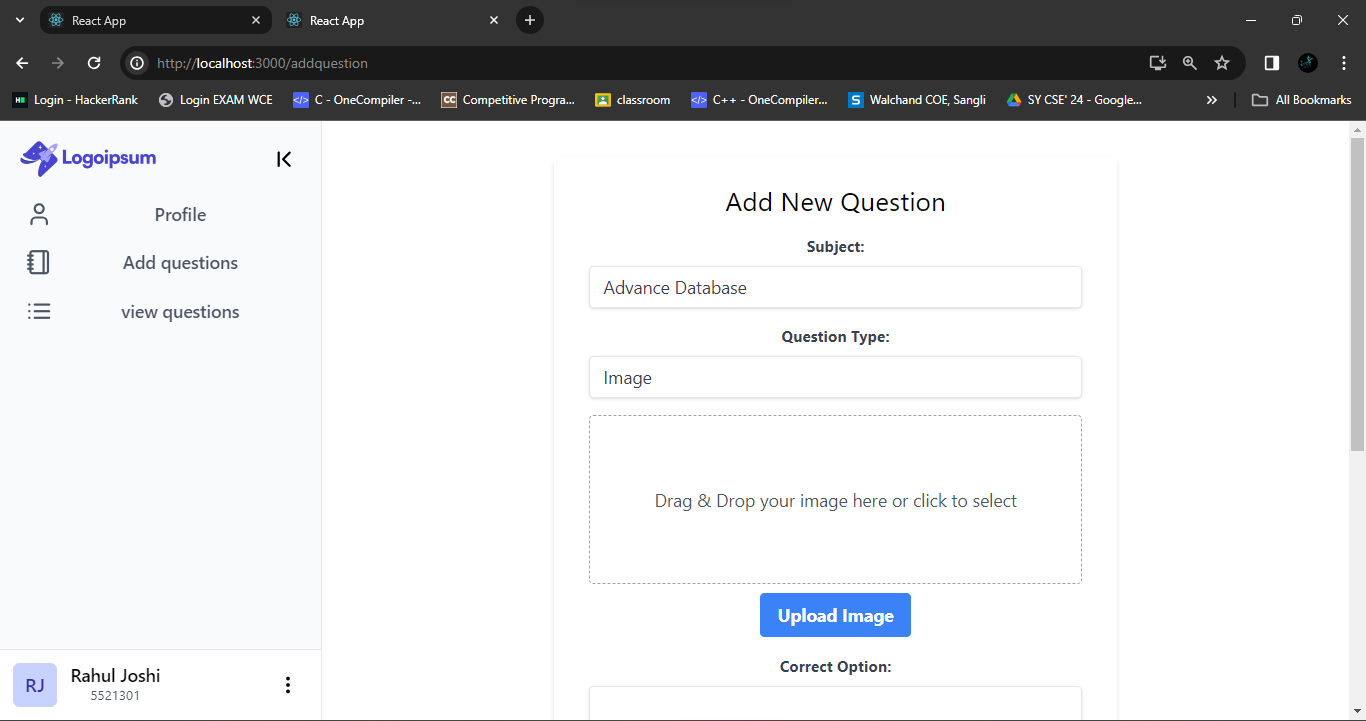 React App
React App
http://localhost:3000/addquestion
Login - HackerRank
Login EXAM WCE
C - OneCompiler -...
CC Competitive Progra...
classroom
C++ - OneCompiler...
S Walchand COE, Sangli
SY CSE' 24 - Google...
All Bookmarks
Logoipsum
Profile
Add questions
view questions
RJ
Rahul Joshi
5521301
Add New Question
Subject:
Advance Database
Question Type:
Image
Drag & Drop your image here or click to select
Upload Image
Correct Option: